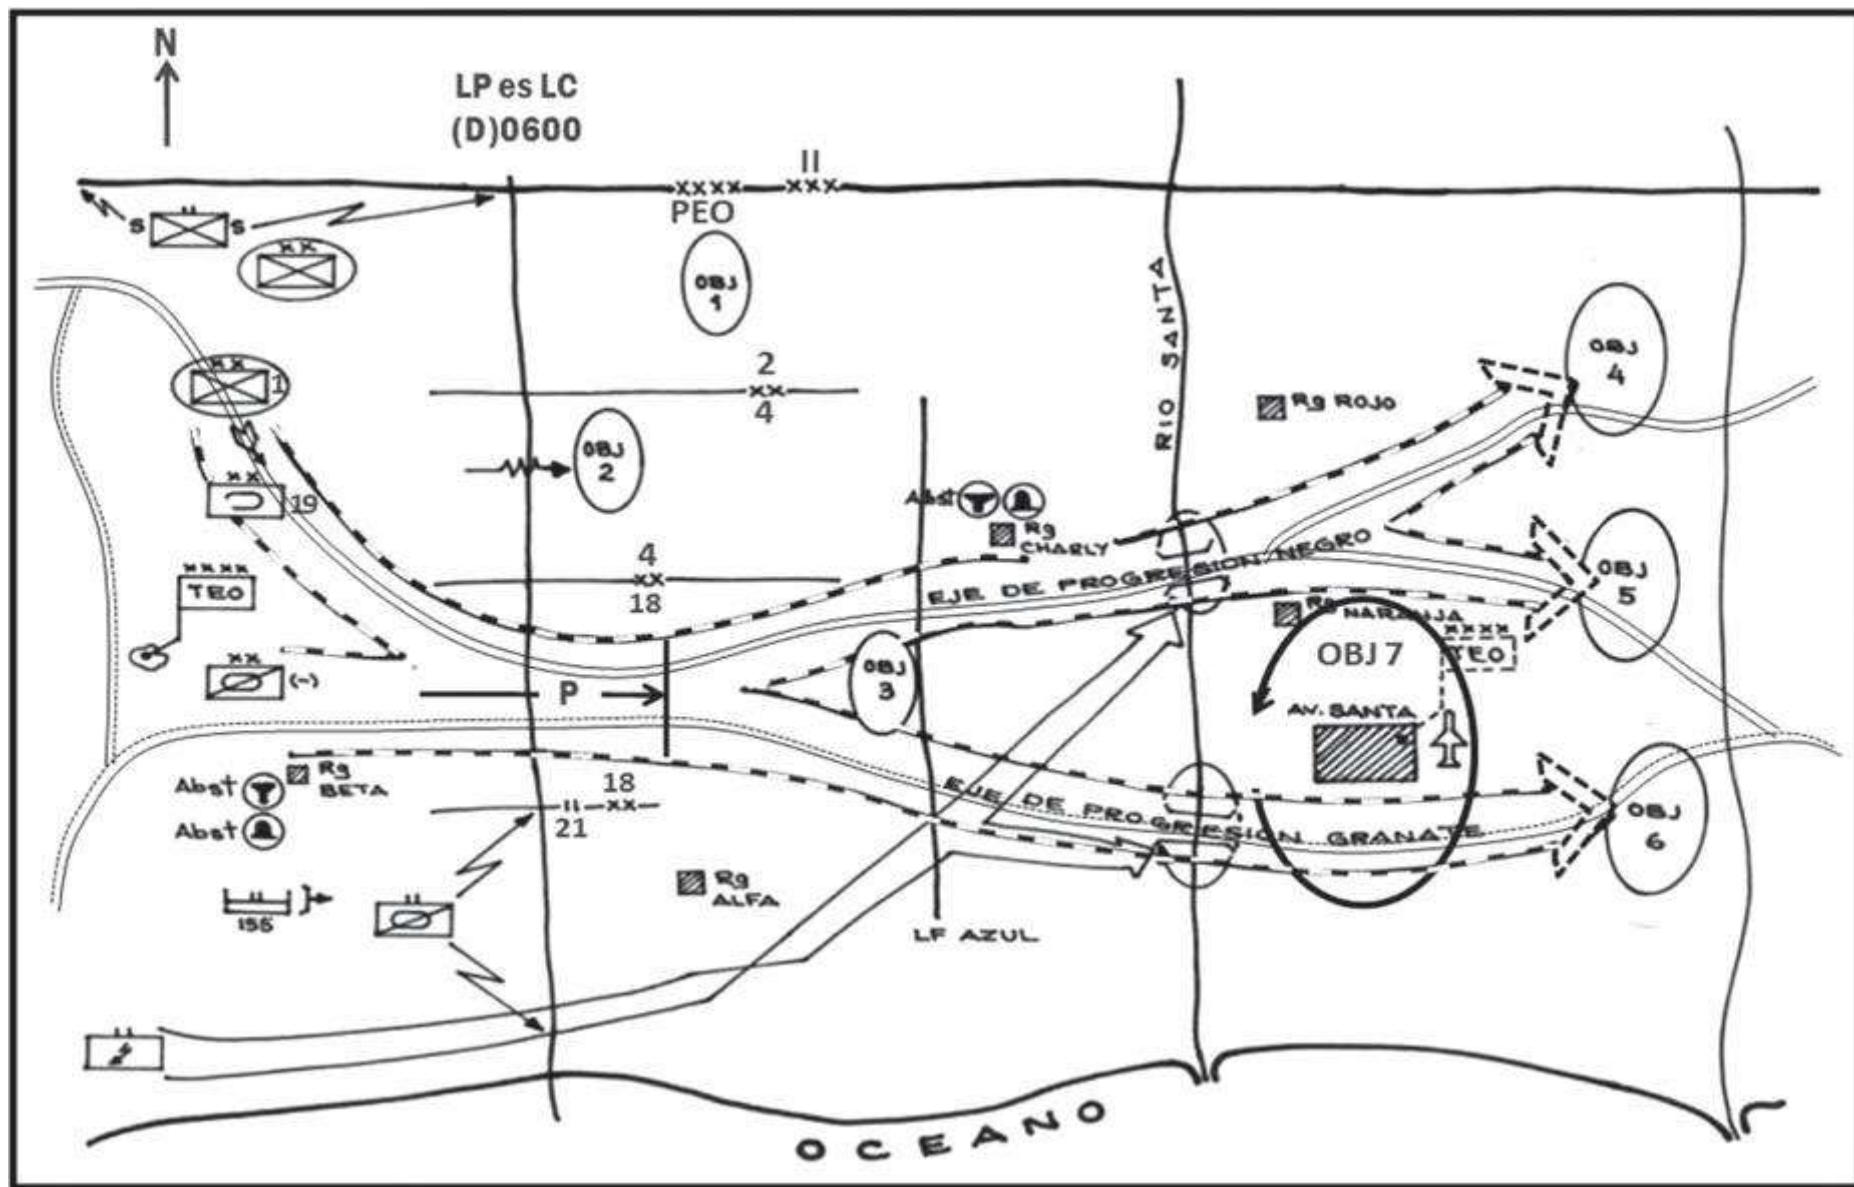 N
LP es LC
(D)0600
II
xxxx
xxx
PEO
S
S
xx
OBJ
1
RIO SANTA
xx
1
2
xx
4
OBJ
4
Rg ROJO
OBJ
2
xx
19
Abst
Rg
CHARLY
4
xx
18
EJE DE PROGRESION NEGRO
OBJ
5
xxxx
TEO
Rg
NARANJA
xxxx
TEO
OBJ 7
xx
(-)
P
OBJ
3
AV. SANTA
Abst
Rg
BETA
Abst
18
II
xx
21
EJE DE PROGRESION GRANATE
OBJ
6
II
155
II
Rg
ALFA
LF AZUL
II
OCEANO